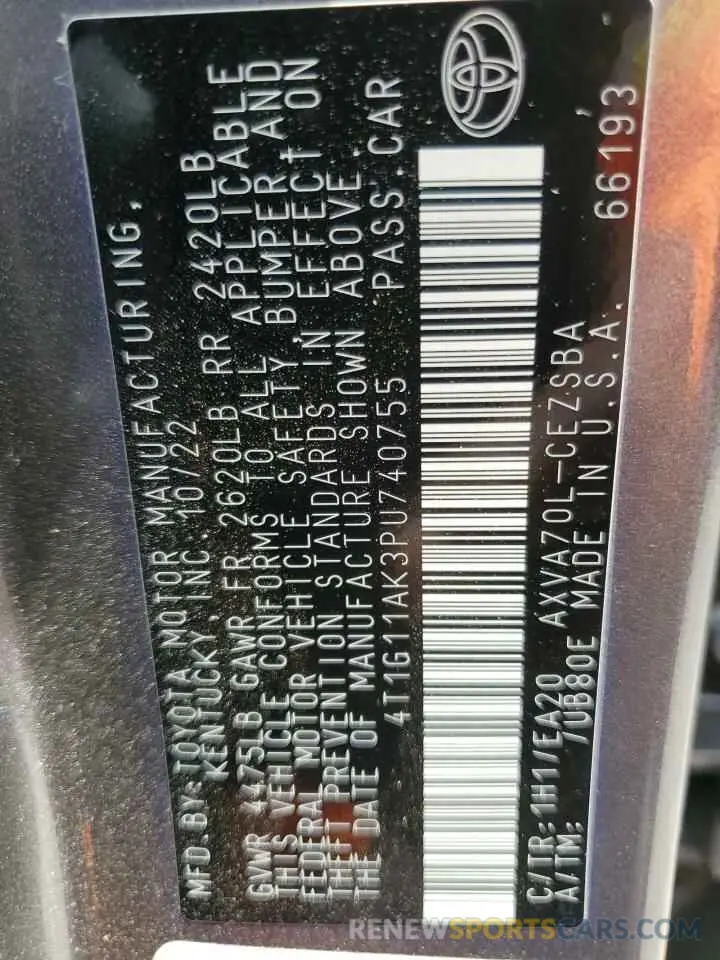 MFD.BY: TOYOTA MOTOR MANUFACTURING,
KENTUCKY, INC. 10/22
GVWR 4475LB GAWR FR 2620LB RR 2420LB
THIS VEHICLE CONFORMS TO ALL APPLICABLE
FEDERAL MOTOR VEHICLE SAFETY, BUMPER, AND
THEFT PREVENTION STANDARDS IN EFFECT ON
THE DATE OF MANUFACTURE SHOWN ABOVE.
4T1G11AK3PU740755 PASS.CAR
C/TR: 1H1/EA20 AXVA70L-CEZSBA 66193
A/TM: /UB80E MADE IN U.S.A.
RENEWSPORTSCARS.COM